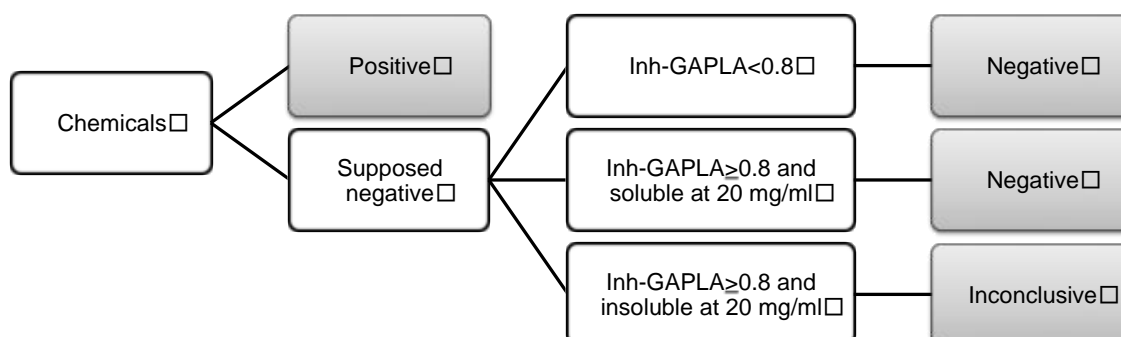 Chemicals□
Positive□
Supposed
negative□
Inh-GAPLA<0.8□
Negative□
Inh-GAPLA≥0.8 and
soluble at 20 mg/ml□
Negative□
Inh-GAPLA≥0.8 and
insoluble at 20 mg/ml□
Inconclusive□